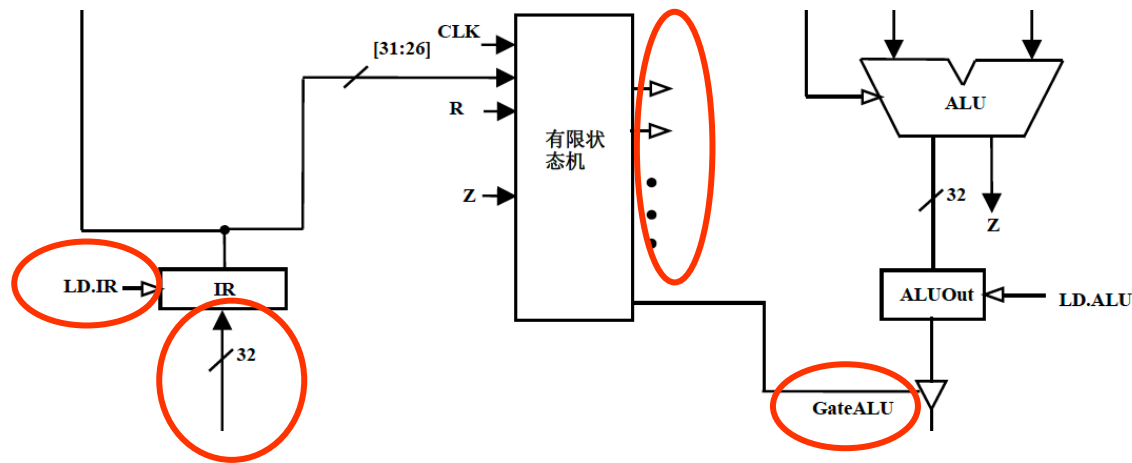 CLK
[31:26]
R
有限状
态机
Z
ALU
32
Z
LD.IR
IR
ALUOut
LD.ALU
32
GateALU